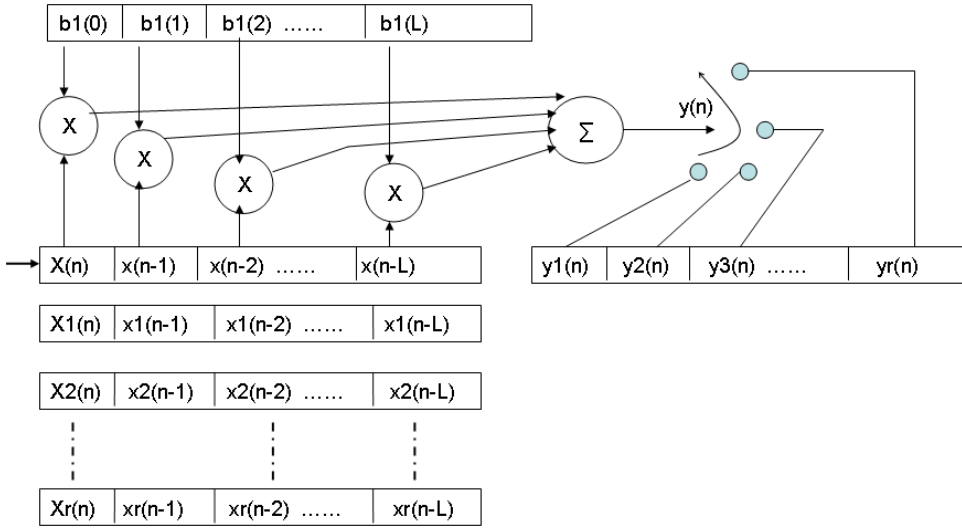 b1(0) b1(1) b1(2) ...... b1(L)
X X X X Σ y(n)
X(n) x(n-1) x(n-2) ...... x(n-L) y1(n) y2(n) y3(n) ...... yr(n)
X1(n) x1(n-1) x1(n-2) ...... x1(n-L)
X2(n) x2(n-1) x2(n-2) ...... x2(n-L)
Xr(n) xr(n-1) xr(n-2) ...... xr(n-L)